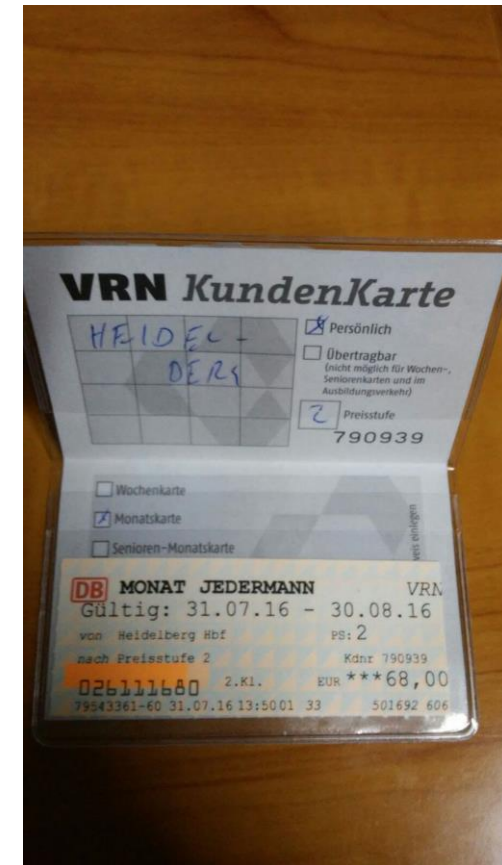 VRN KundenKarte
HEIDEL-
BERG
Persönlich
Übertragbar
(nicht möglich für Wochen-,
Seniorenkarten und im
Ausbildungsverkehr)
2 Preisstufe
790939
Wochenkarte
Monatskarte
Senioren-Monatskarte
einlegen
DB MONAT JEDERMANN VRN
Gültig: 31.07.16 - 30.08.16
von Heidelberg Hbf PS: 2
nach Preisstufe 2 Kdnr 790939
026111680 2.Kl. EUR ***68,00
79543361-60 31.07.16 13:5001 33 501692 606